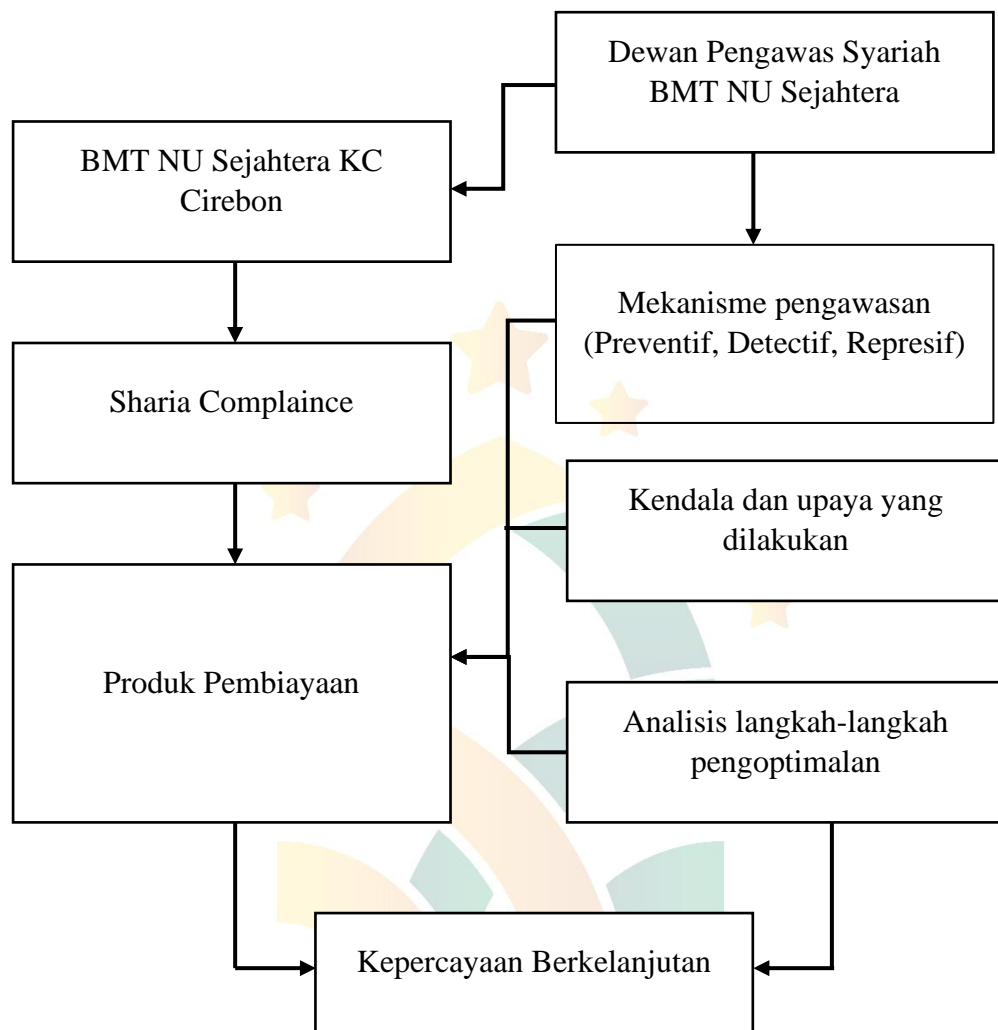 Dewan Pengawas Syariah
BMT NU Sejahtera
BMT NU Sejahtera KC
Cirebon
Mekanisme pengawasan
(Preventif, Detectif, Represif)
Sharia Complaince
Kendala dan upaya yang
dilakukan
Produk Pembiayaan
Analisis langkah-langkah
pengoptimalan
Kepercayaan Berkelanjutan